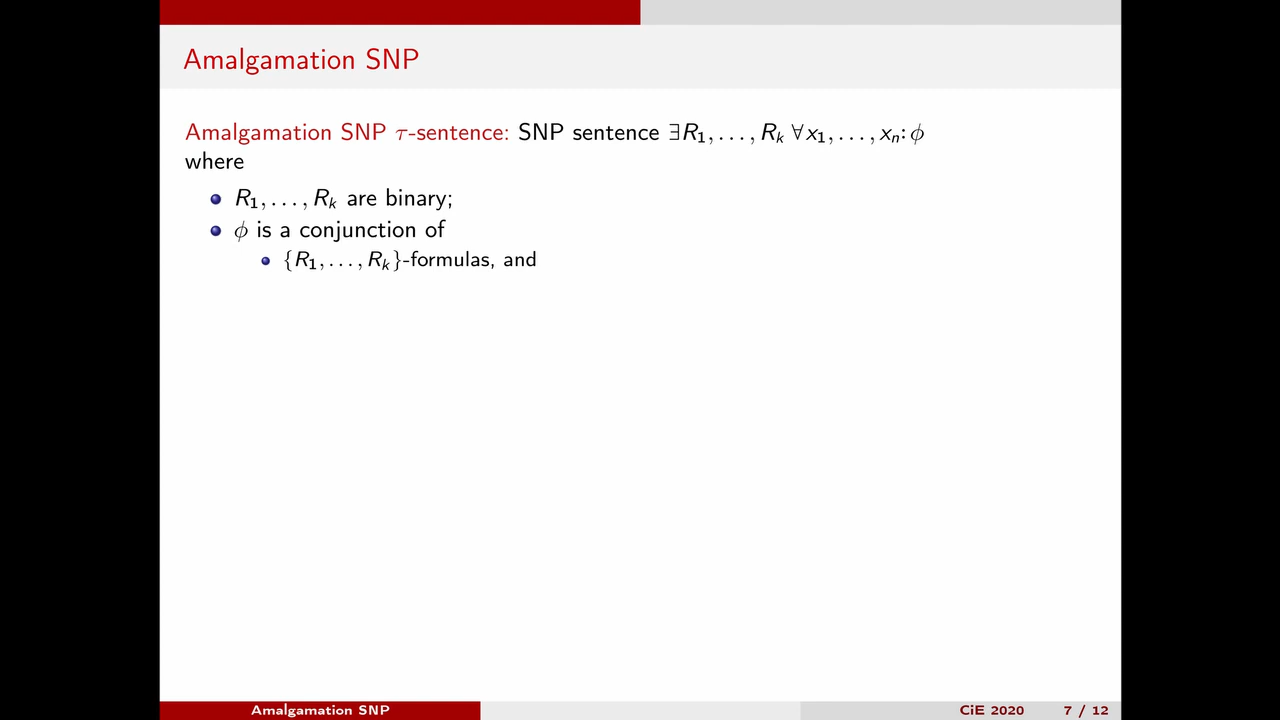 Amalgamation SNP
Amalgamation SNP τ-sentence: SNP sentence ∃R₁, . . . , Rₖ ∀x₁, . . . , xₙ: ϕ
where
R₁, . . . , Rₖ are binary;
ϕ is a conjunction of
{R₁, . . . , Rₖ}-formulas, and
Amalgamation SNP
CiE 2020
7 / 12